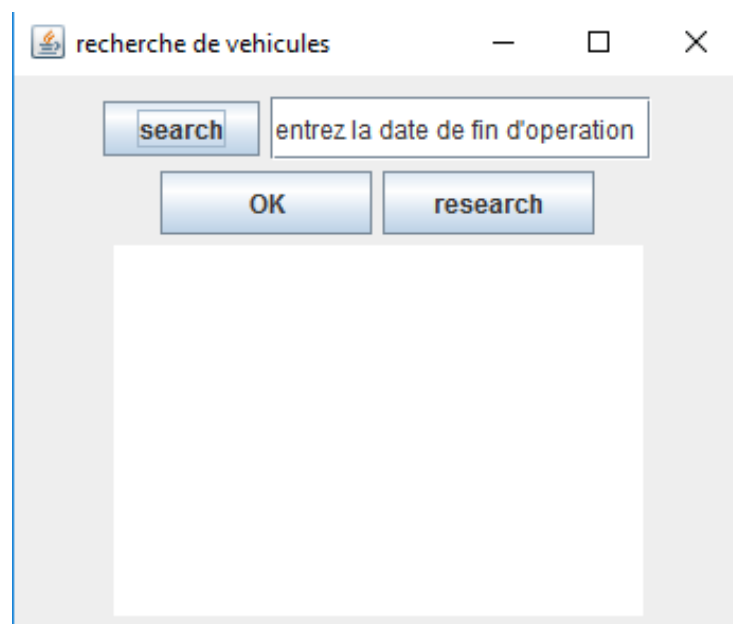 recherche de vehicules
search entrez la date de fin d'operation
OK research